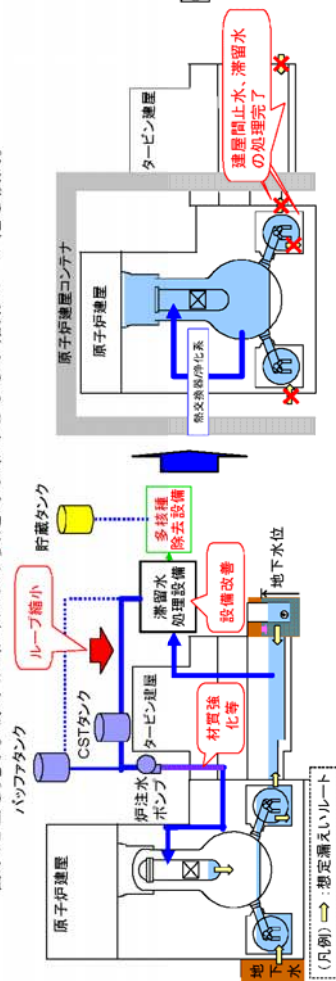 バッファタンク
貯蔵タンク
ループ縮小
CSTタンク
多核種
除去設備
滞留水
処理設備
設備改善
原子炉建屋
炉注水
ポンプ
タービン建屋
材質強
化等
地下水位
地下水
(凡例) ⇒ :想定漏えいルート
原子炉建屋コンテナ
原子炉建屋
タービン建屋
熱交換器/浄化系
建屋間止水、滞留水
の処理完了